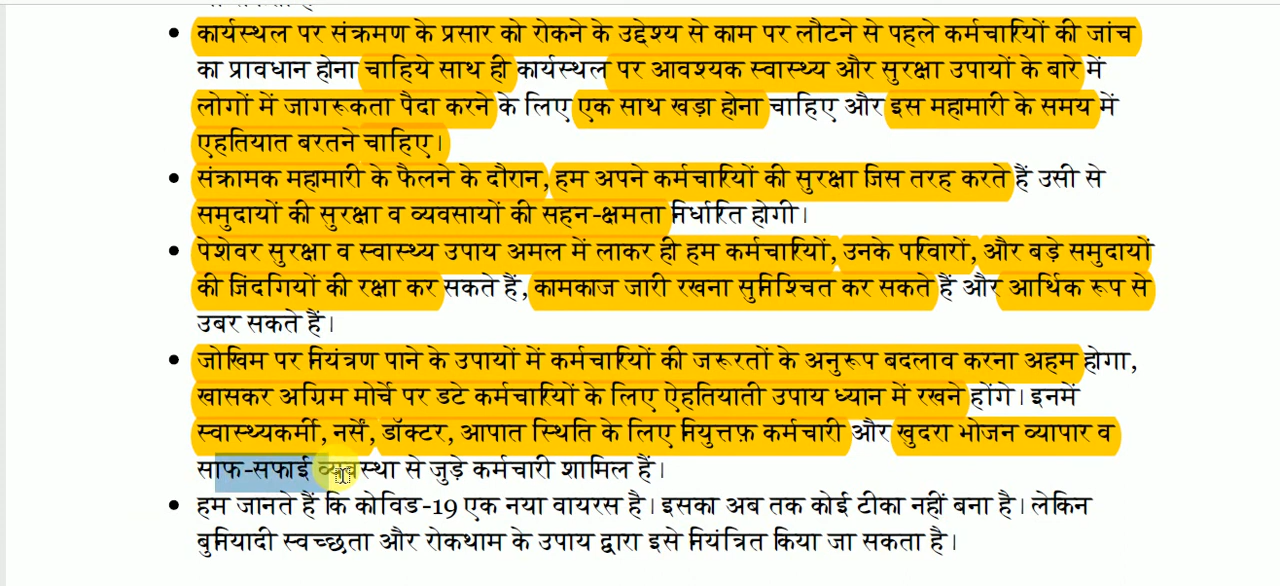 कार्यस्थल पर संक्रमण के प्रसार को रोकने के उद्देश्य से काम पर लौटने से पहले कर्मचारियों की जांच
का प्रावधान होना चाहिये साथ ही कार्यस्थल पर आवश्यक स्वास्थ्य और सुरक्षा उपायों के बारे में
लोगों में जागरूकता पैदा करने के लिए एक साथ खड़ा होना चाहिए और इस महामारी के समय में
एहतियात बरतने चाहिए।
संक्रामक महामारी के फैलने के दौरान, हम अपने कर्मचारियों की सुरक्षा जिस तरह करते हैं उसी से
समुदायों की सुरक्षा व व्यवसायों की सहन-क्षमता निर्धारित होगी।
पेशेवर सुरक्षा व स्वास्थ्य उपाय अमल में लाकर ही हम कर्मचारियों, उनके परिवारों, और बड़े समुदायों
की जिंदगियों की रक्षा कर सकते हैं, कामकाज जारी रखना सुनिश्चित कर सकते हैं और आर्थिक रूप से
उबर सकते हैं।
जोखिम पर नियंत्रण पाने के उपायों में कर्मचारियों की जरूरतों के अनुरूप बदलाव करना अहम होगा,
खासकर अग्रिम मोर्चे पर डटे कर्मचारियों के लिए ऐहतियाती उपाय ध्यान में रखने होंगे। इनमें
स्वास्थ्यकर्मी, नर्सें, डॉक्टर, आपात स्थिति के लिए नियुत्तफ़ कर्मचारी और खुदरा भोजन व्यापार व
साफ-सफाई व्यवस्था से जुड़े कर्मचारी शामिल हैं।
हम जानते हैं कि कोविड-19 एक नया वायरस है। इसका अब तक कोई टीका नहीं बना है। लेकिन
बुनियादी स्वच्छता और रोकथाम के उपाय द्वारा इसे नियंत्रित किया जा सकता है।